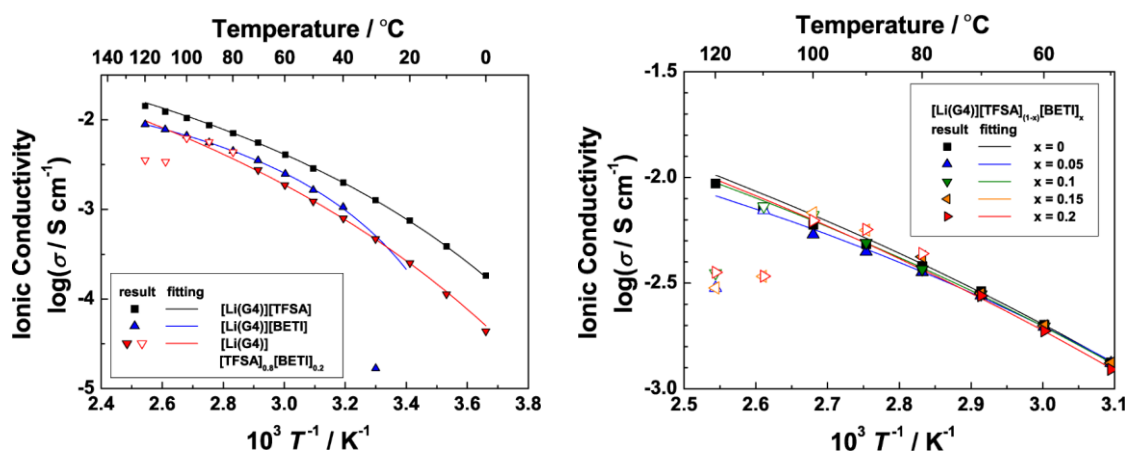 Temperature / °C
140 120 100 80 60 40 20 0
-2
-3
-4
-5
Ionic Conductivity
log(σ / S cm⁻¹)
result fitting
[Li(G4)][TFSA]
[Li(G4)][BETI]
[Li(G4)]
[TFSA]₀.₈[BETI]₀.₂
2.4 2.6 2.8 3.0 3.2 3.4 3.6 3.8
10³ T⁻¹ / K⁻¹
Temperature / °C
120 100 80 60
-1.5
-2.0
-2.5
-3.0
Ionic Conductivity
log(σ / S cm⁻¹)
[Li(G4)][TFSA]₍₁₋ₓ₎[BETI]ₓ
result fitting
x = 0
x = 0.05
x = 0.1
x = 0.15
x = 0.2
2.5 2.6 2.7 2.8 2.9 3.0 3.1
10³ T⁻¹ / K⁻¹